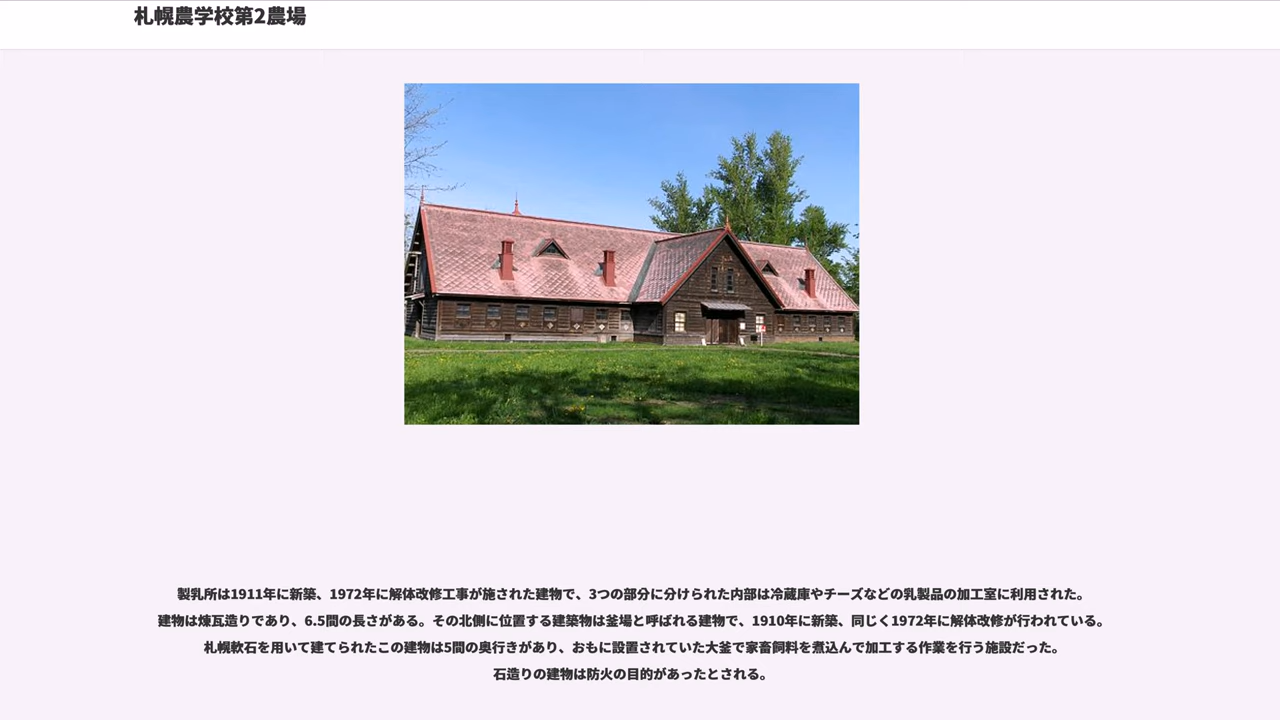 札幌農学校第2農場
製乳所は1911年に新築、1972年に解体改修工事が施された建物で、3つの部分に分けられた内部は冷蔵庫やチーズなどの乳製品の加工室に利用された。
建物は煉瓦造りであり、6.5間の長さがある。その北側に位置する建築物は釜場と呼ばれる建物で、1910年に新築、同じく1972年に解体改修が行われている。
札幌軟石を用いて建てられたこの建物は5間の奥行きがあり、おもに設置されていた大釜で家畜飼料を煮込んで加工する作業を行う施設だった。
石造りの建物は防火の目的があったとされる。